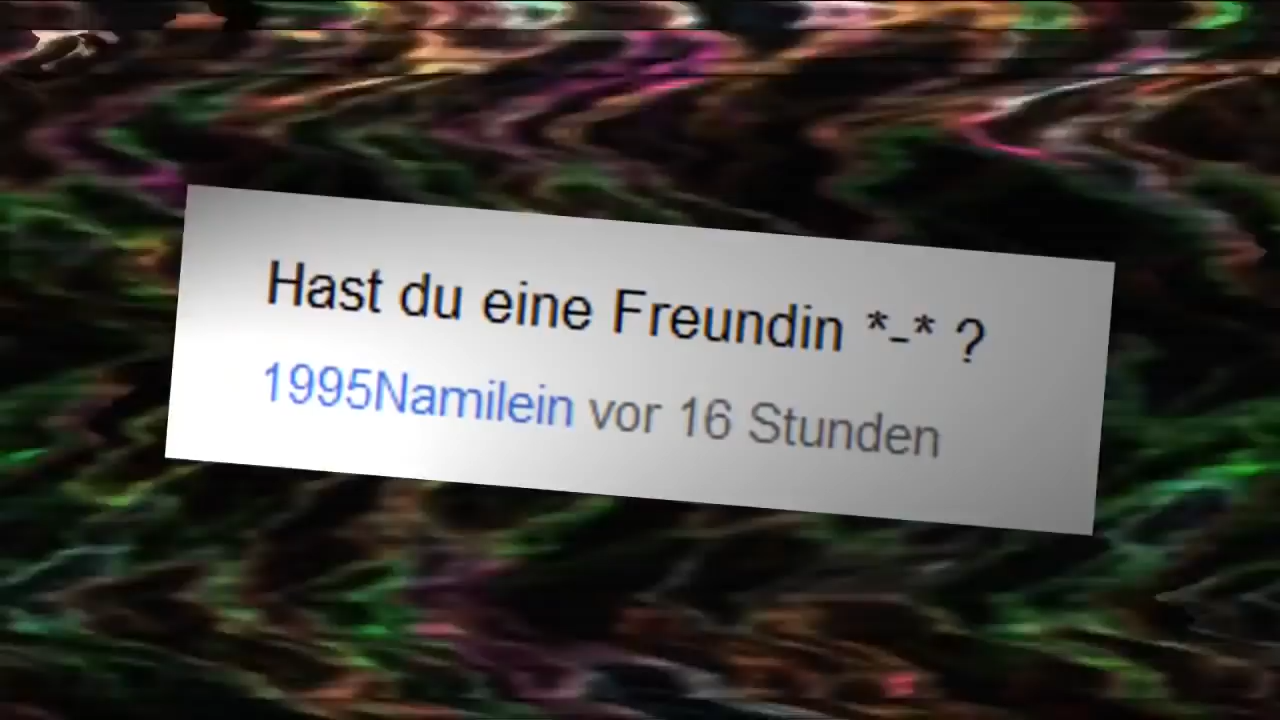 Hast du eine Freundin *-* ?
1995Namilein vor 16 Stunden